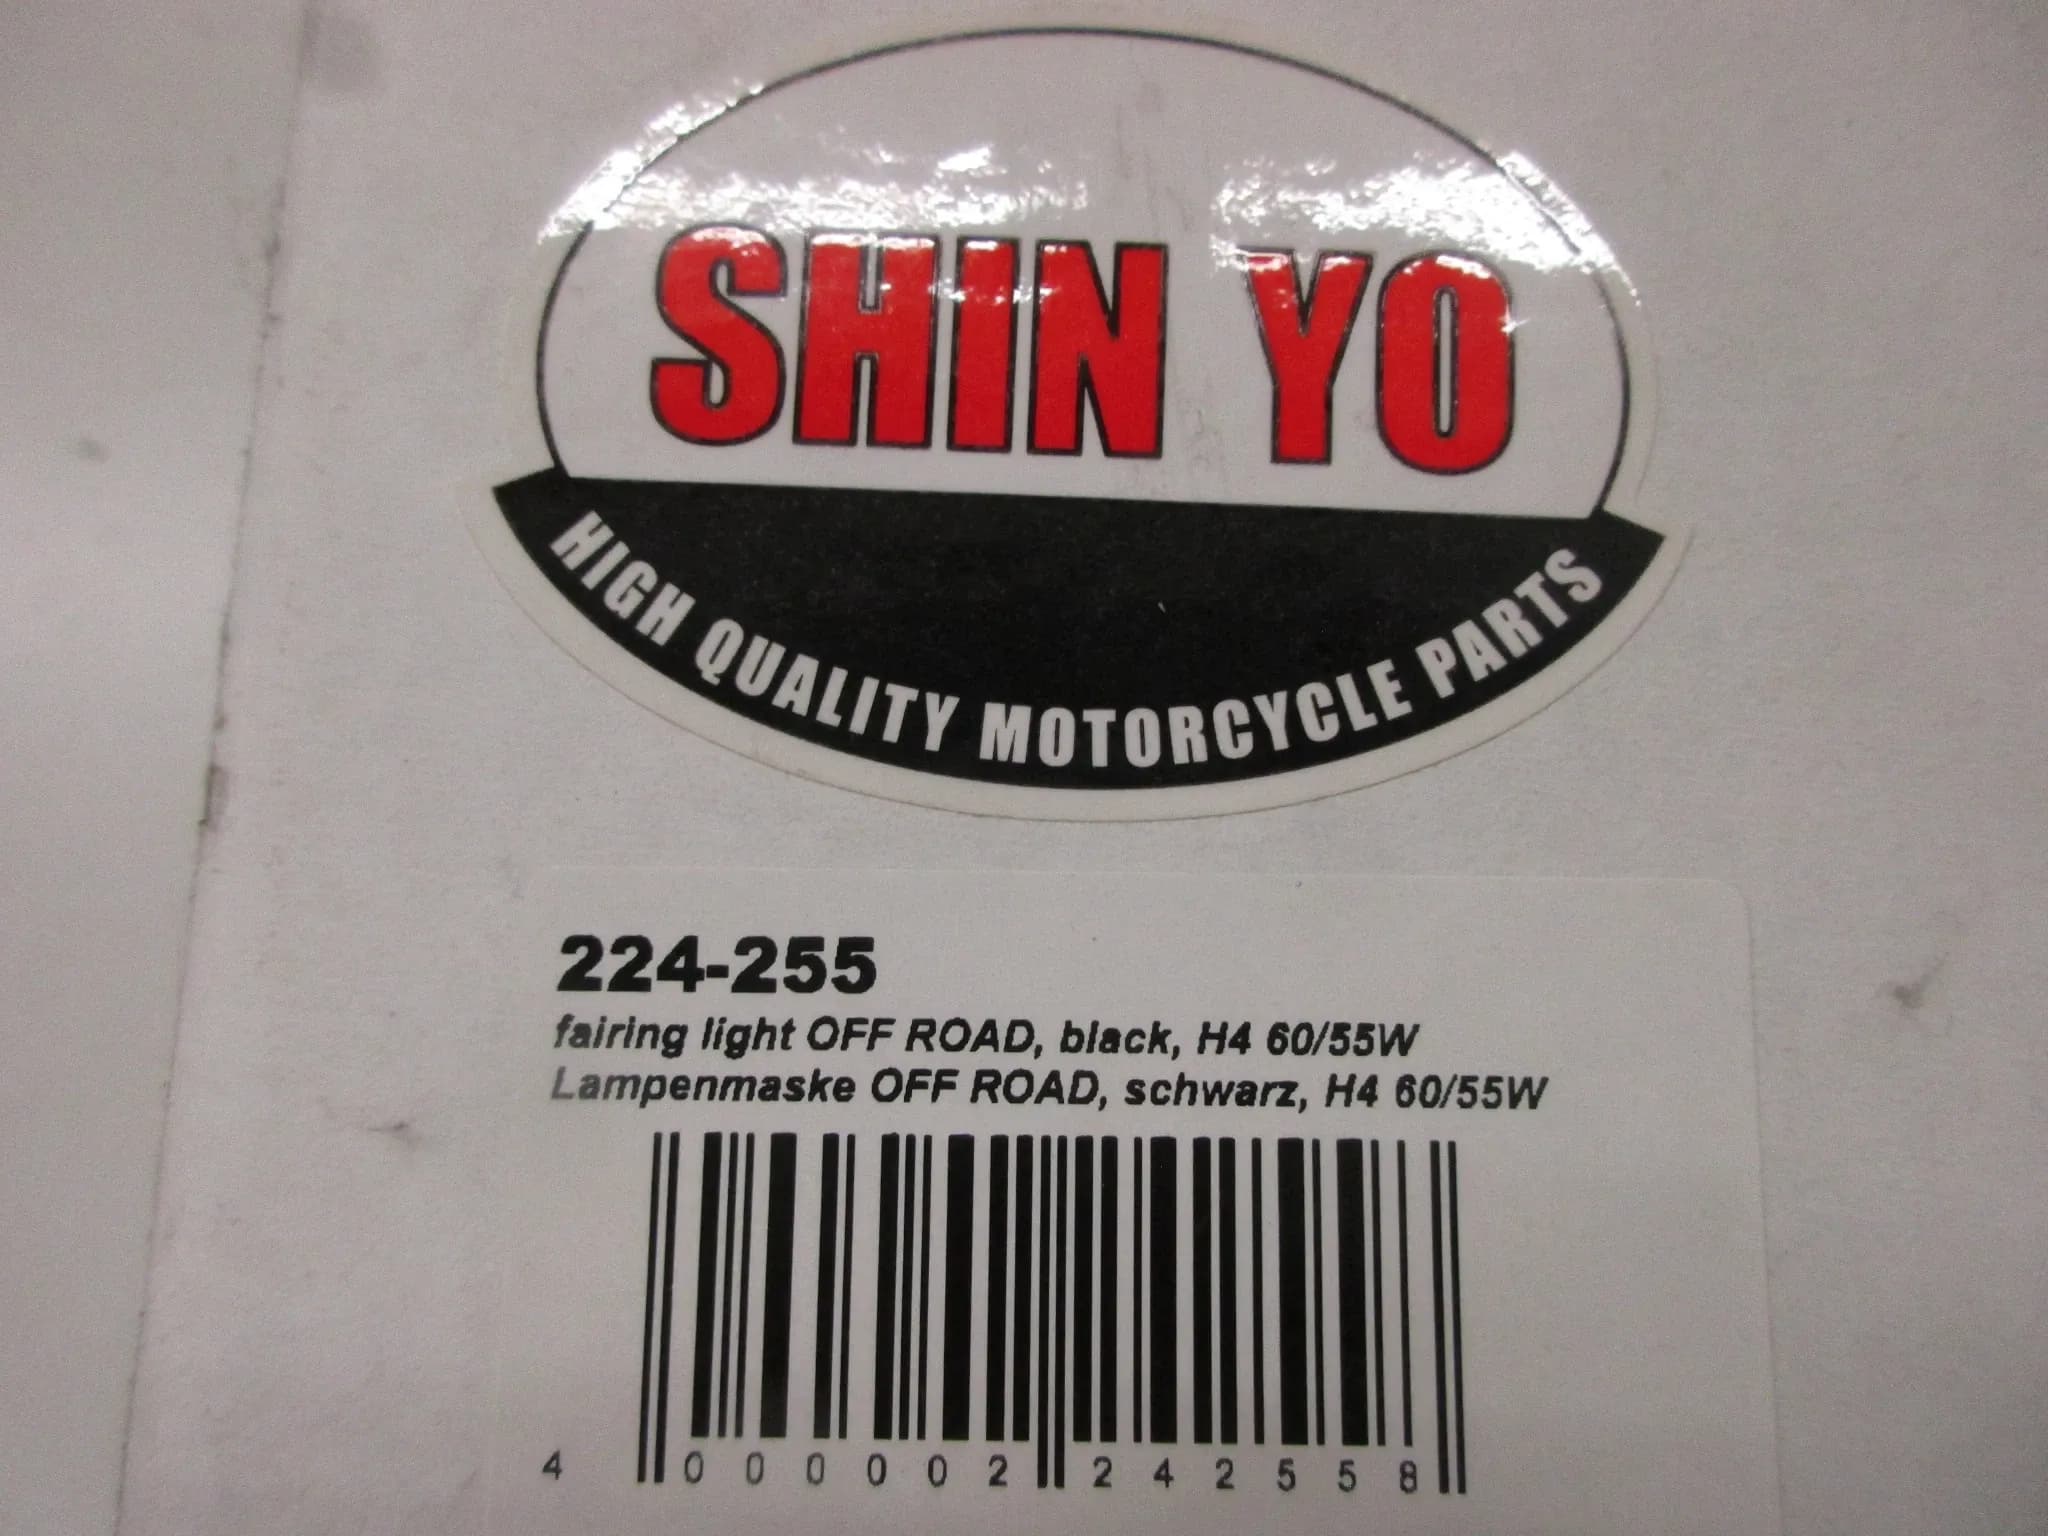 SHIN YO
HIGH QUALITY MOTORCYCLE PARTS
224-255
fairing light OFF ROAD, black, H4 60/55W
Lampenmaske OFF ROAD, schwarz, H4 60/55W
4 000002 242558